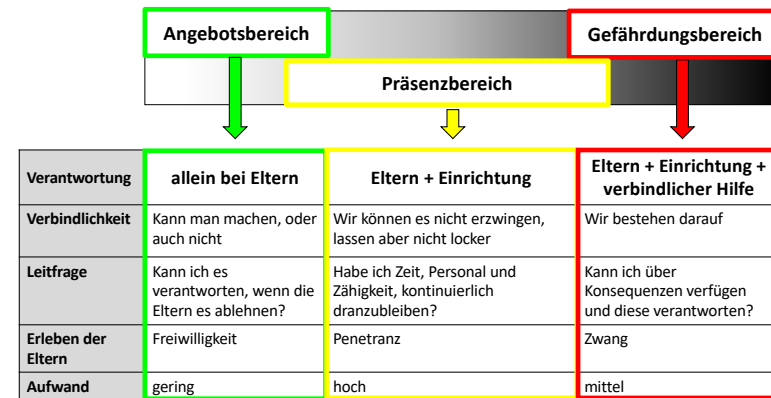 Angebotsbereich
Gefährdungsbereich
Präsenzbereich
Verantwortung
allein bei Eltern
Eltern + Einrichtung
Eltern + Einrichtung +
verbindlicher Hilfe
Verbindlichkeit
Kann man machen, oder
auch nicht
Wir können es nicht erzwingen,
lassen aber nicht locker
Wir bestehen darauf
Leitfrage
Kann ich es
verantworten, wenn die
Eltern es ablehnen?
Habe ich Zeit, Personal und
Zähigkeit, kontinuierlich
dranzubleiben?
Kann ich über
Konsequenzen verfügen
und diese verantworten?
Erleben der
Eltern
Freiwilligkeit
Penetranz
Zwang
Aufwand
gering
hoch
mittel